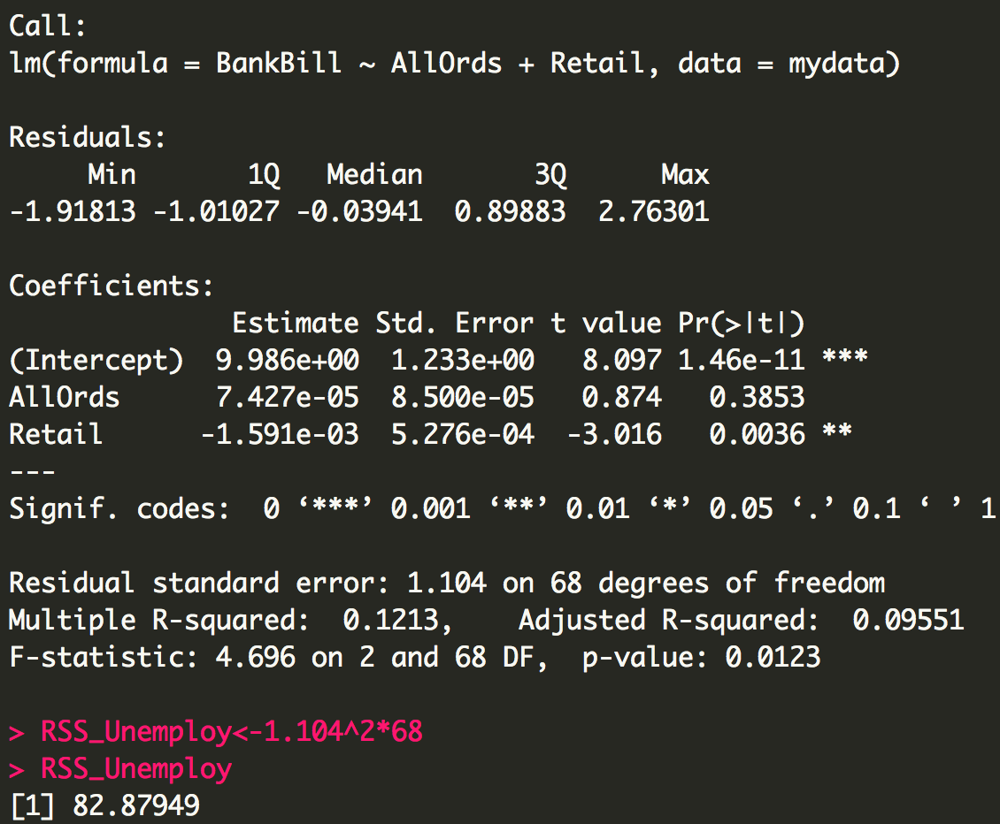 Call:
lm(formula = BankBill ~ AllOrds + Retail, data = mydata)
Residuals:
     Min       1Q   Median       3Q      Max
-1.91813 -1.01027 -0.03941  0.89883  2.76301
Coefficients:
              Estimate Std. Error t value Pr(>|t|)
(Intercept)  9.986e+00  1.233e+00   8.097 1.46e-11 ***
AllOrds      7.427e-05  8.500e-05   0.874   0.3853
Retail      -1.591e-03  5.276e-04  -3.016   0.0036 **
---
Signif. codes:  0 ‘***’ 0.001 ‘**’ 0.01 ‘*’ 0.05 ‘.’ 0.1 ‘ ’ 1
Residual standard error: 1.104 on 68 degrees of freedom
Multiple R-squared:  0.1213,    Adjusted R-squared:  0.09551
F-statistic: 4.696 on 2 and 68 DF,  p-value: 0.0123
> RSS_Unemploy<-1.104^2*68
> RSS_Unemploy
[1] 82.87949